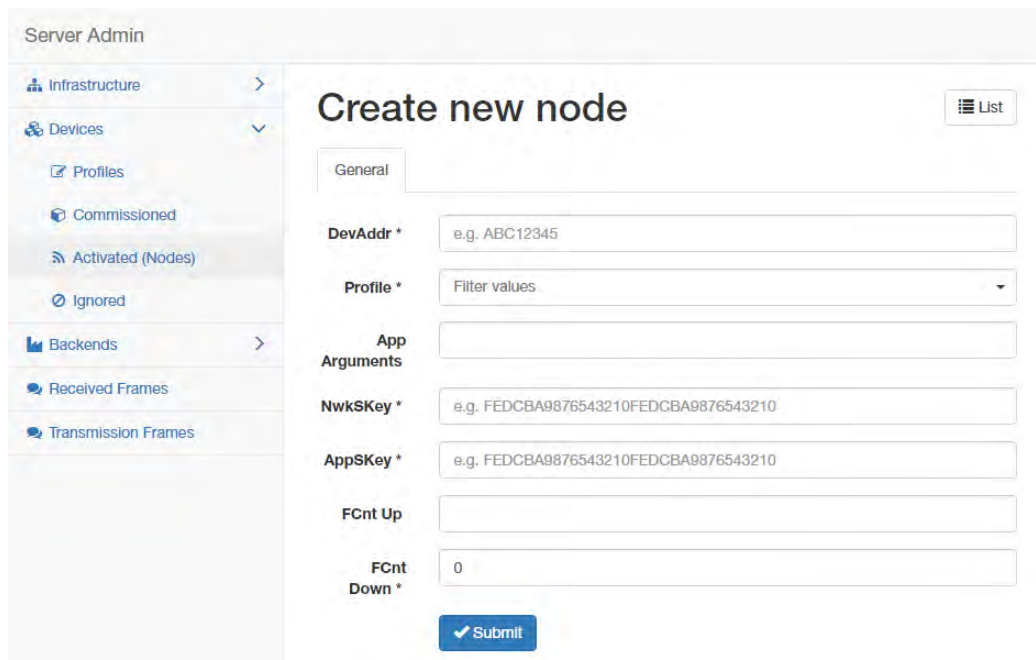 Server Admin
Infrastructure
Devices
Profiles
Commissioned
Activated (Nodes)
Ignored
Backends
Received Frames
Transmission Frames
Create new node
List
General
DevAddr *
e.g. ABC12345
Profile *
Filter values
App
Arguments
NwkSKey *
e.g. FEDCBA9876543210FEDCBA9876543210
AppSKey *
e.g. FEDCBA9876543210FEDCBA9876543210
FCnt Up
FCnt
Down *
0
Submit